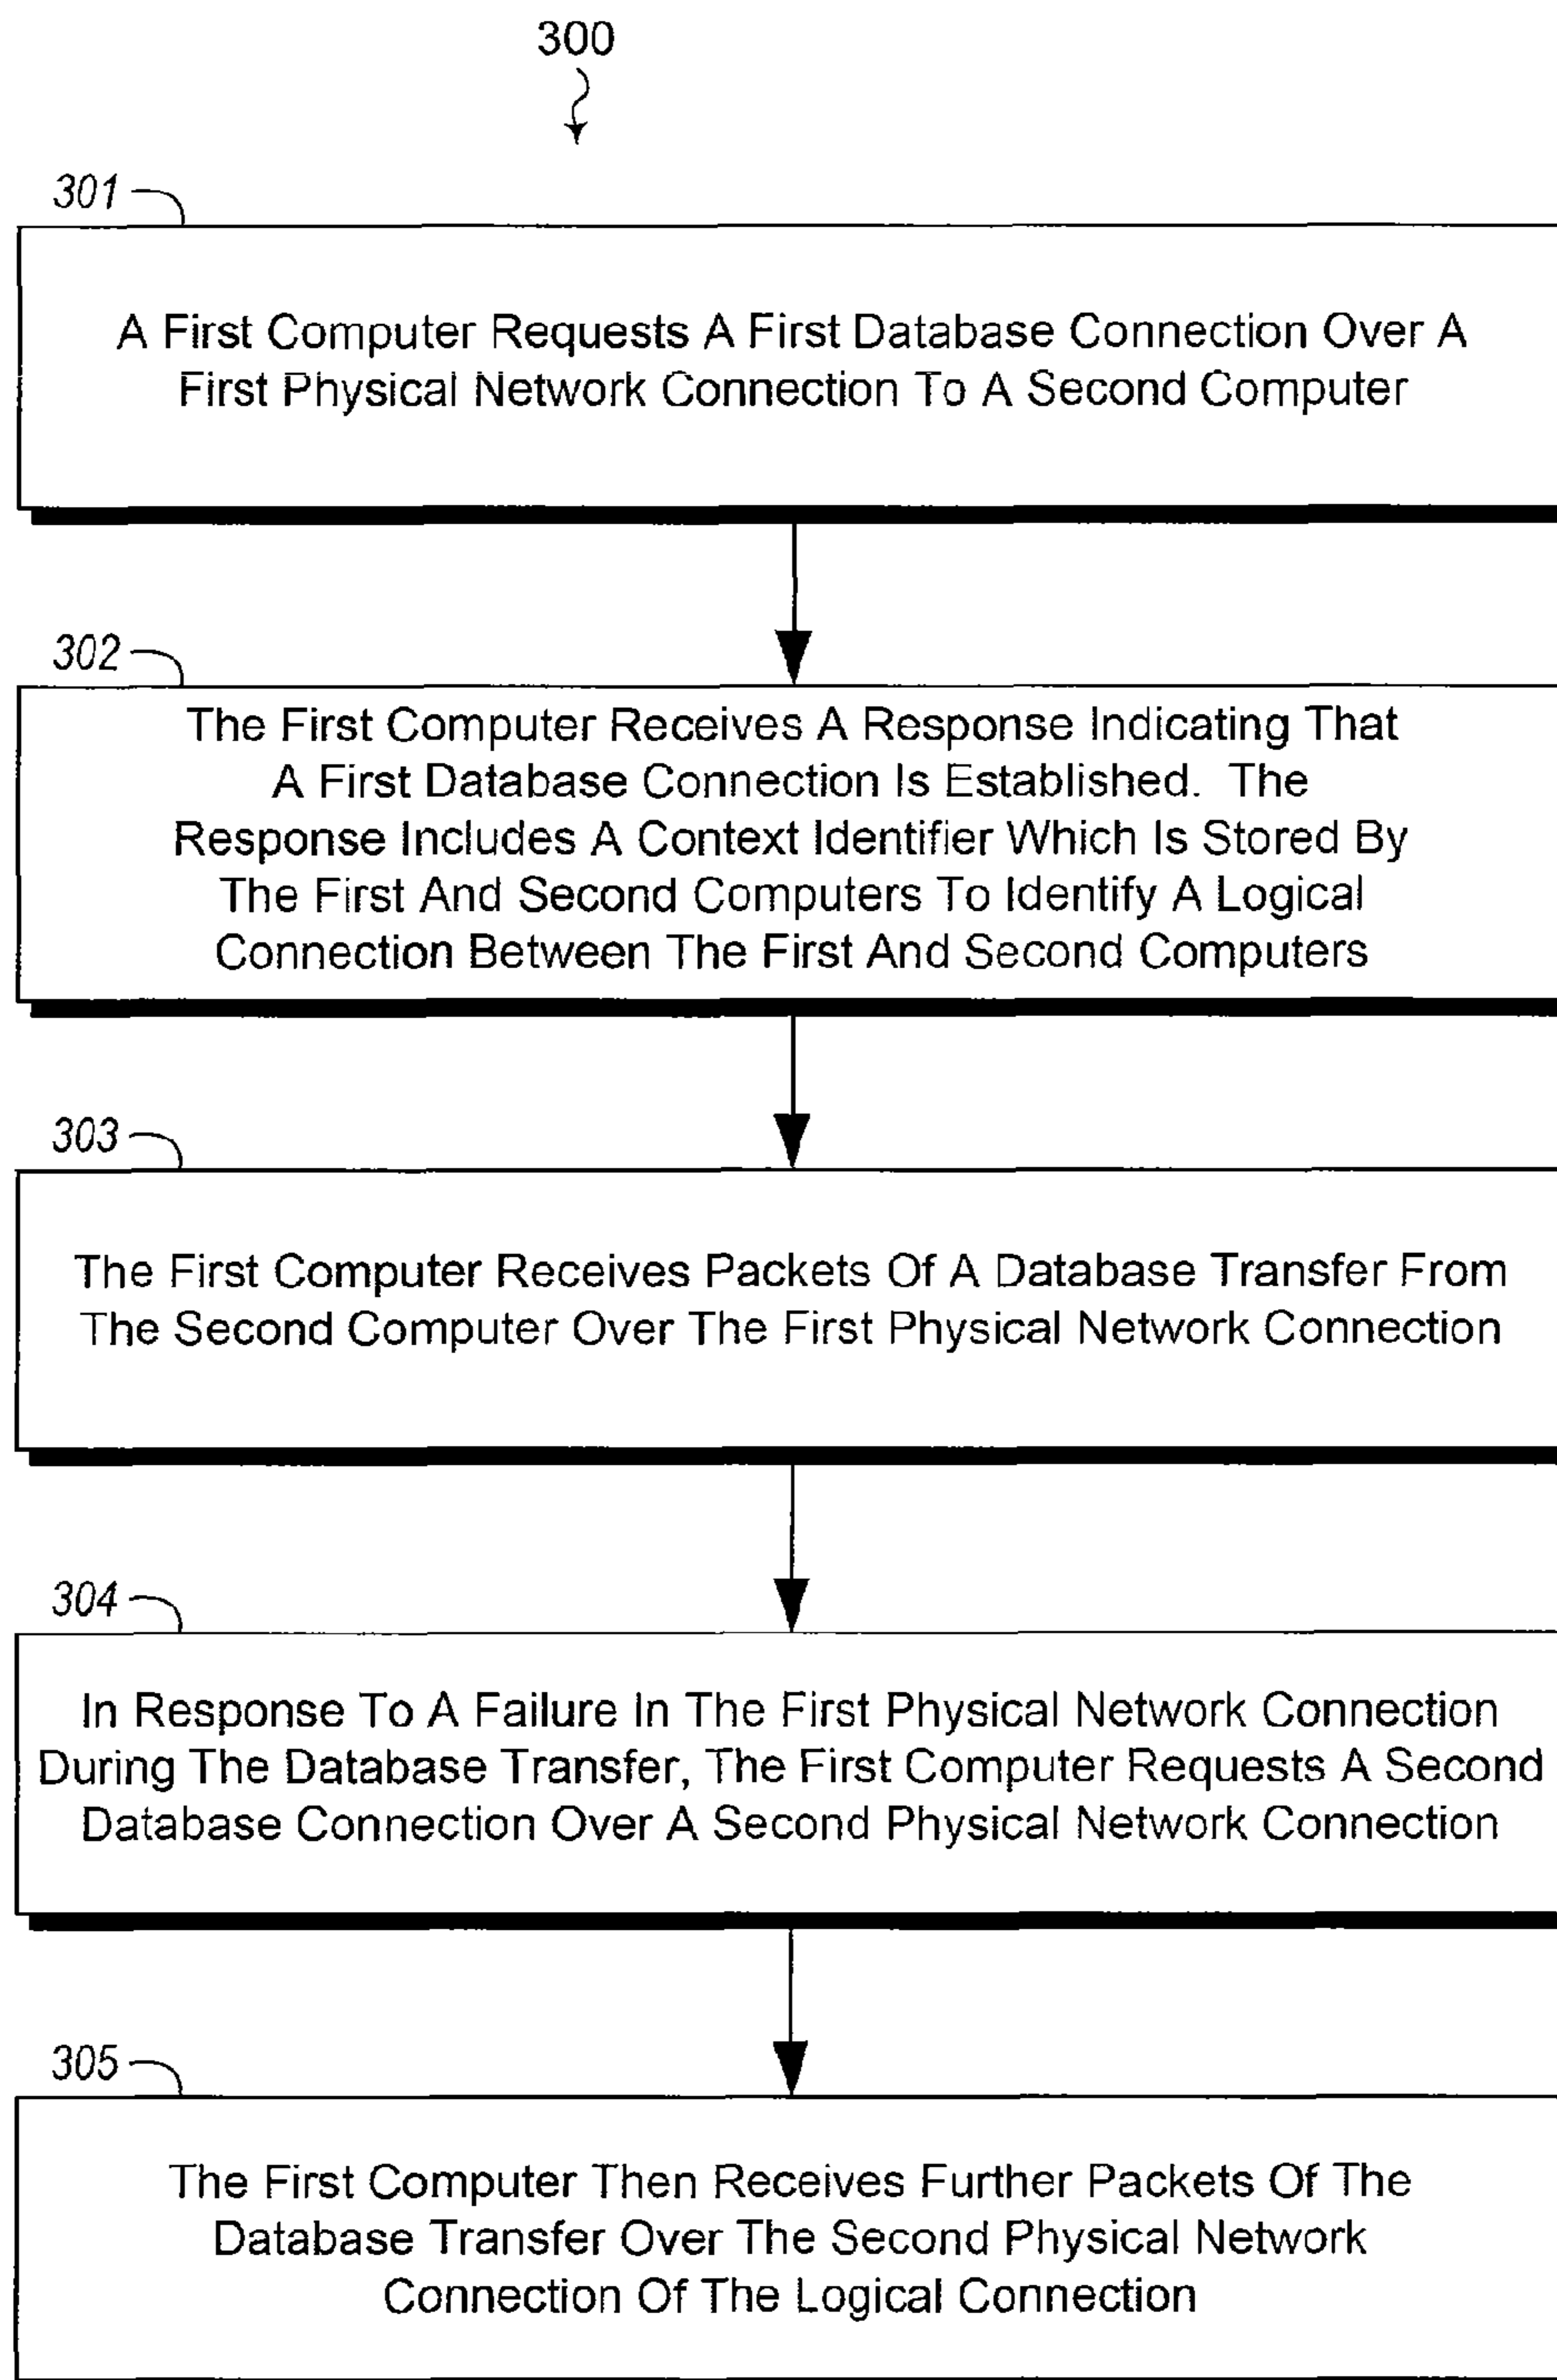 300
301
A First Computer Requests A First Database Connection Over A
First Physical Network Connection To A Second Computer
302
The First Computer Receives A Response Indicating That
A First Database Connection Is Established. The
Response Includes A Context Identifier Which Is Stored By
The First And Second Computers To Identify A Logical
Connection Between The First And Second Computers
303
The First Computer Receives Packets Of A Database Transfer From
The Second Computer Over The First Physical Network Connection
304
In Response To A Failure In The First Physical Network Connection
During The Database Transfer, The First Computer Requests A Second
Database Connection Over A Second Physical Network Connection
305
The First Computer Then Receives Further Packets Of The
Database Transfer Over The Second Physical Network
Connection Of The Logical Connection